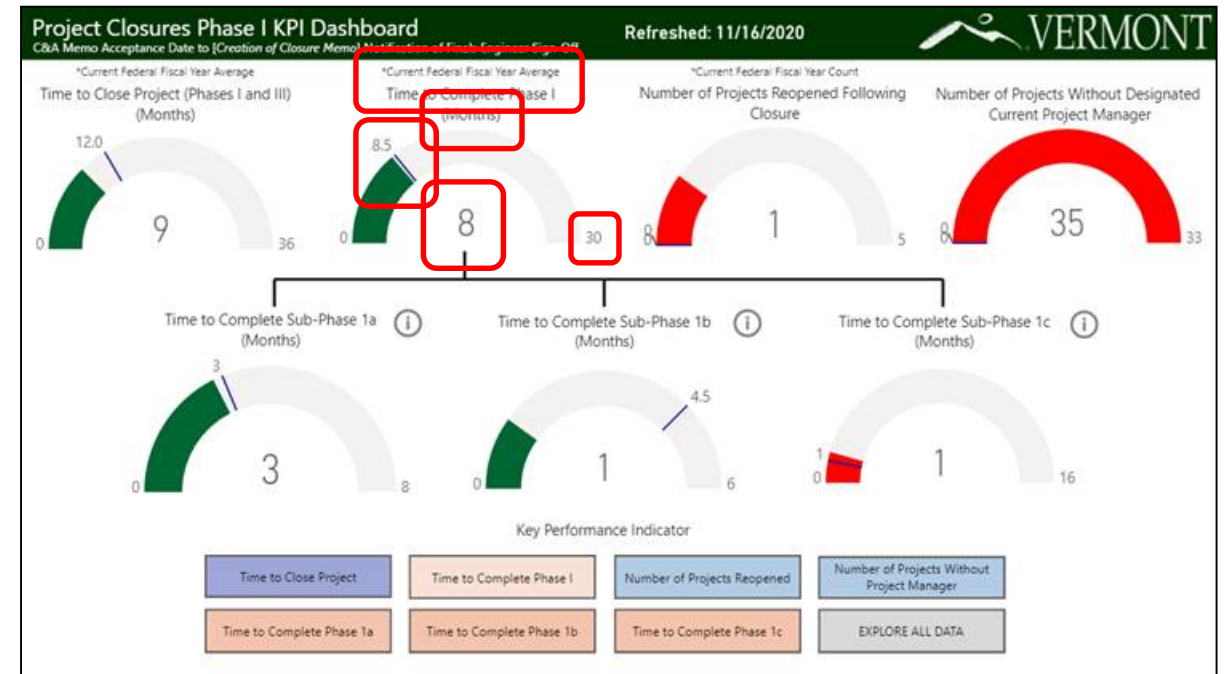 Project Closures Phase I KPI Dashboard
C&A Memo Acceptance Date to [Creation of Closure Memo]
Refreshed: 11/16/2020
VERMONT
*Current Federal Fiscal Year Average
Time to Close Project (Phases I and III)
(Months)
12.0
9
0
36
*Current Federal Fiscal Year Average
Time to Complete Phase I
(Months)
8.5
8
0
30
*Current Federal Fiscal Year Count
Number of Projects Reopened Following
Closure
1
5
Number of Projects Without Designated
Current Project Manager
35
33
Time to Complete Sub-Phase 1a
(Months)
i
3
3
0
8
Time to Complete Sub-Phase 1b
(Months)
i
4.5
1
0
6
Time to Complete Sub-Phase 1c
(Months)
i
1
0
1
16
Key Performance Indicator
Time to Close Project
Time to Complete Phase I
Number of Projects Reopened
Number of Projects Without
Project Manager
Time to Complete Phase 1a
Time to Complete Phase 1b
Time to Complete Phase 1c
EXPLORE ALL DATA